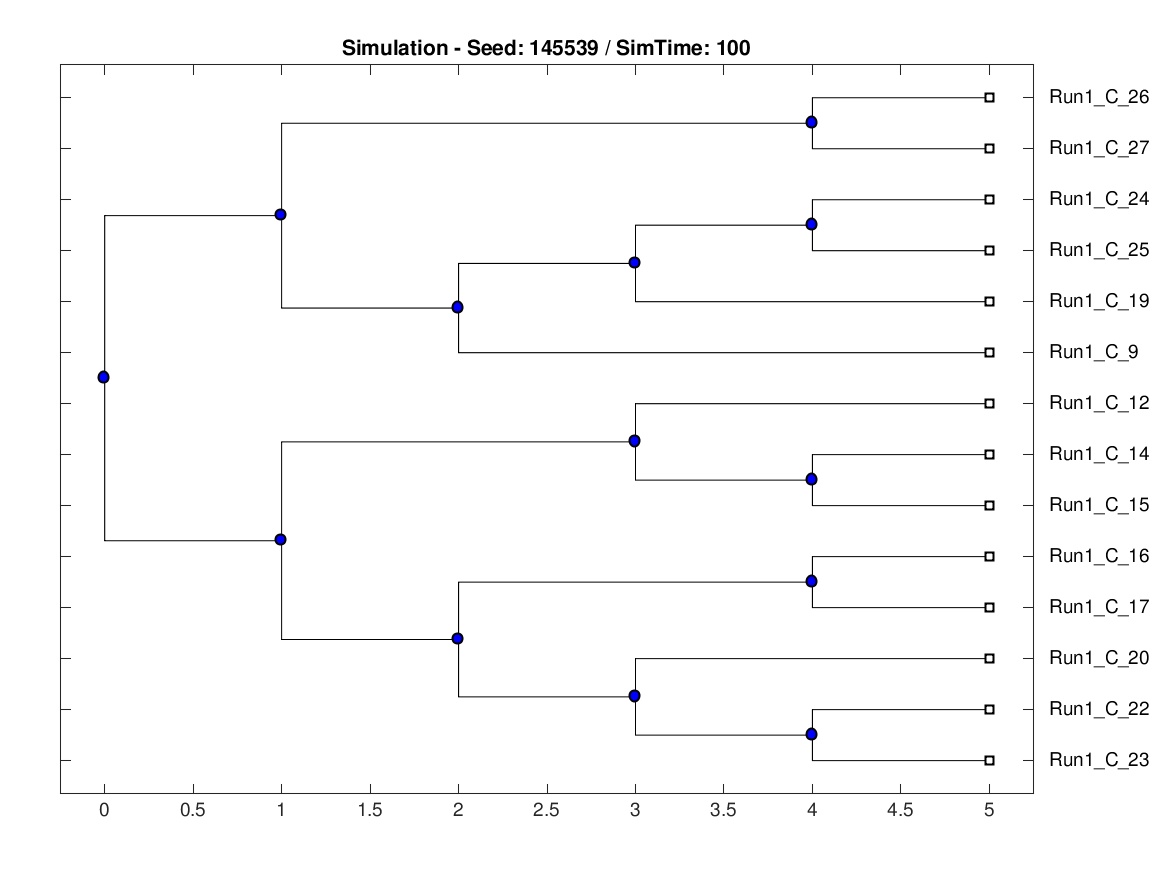 Simulation - Seed: 145539 / SimTime: 100
Run1_C_26
Run1_C_27
Run1_C_24
Run1_C_25
Run1_C_19
Run1_C_9
Run1_C_12
Run1_C_14
Run1_C_15
Run1_C_16
Run1_C_17
Run1_C_20
Run1_C_22
Run1_C_23
0 0.5 1 1.5 2 2.5 3 3.5 4 4.5 5